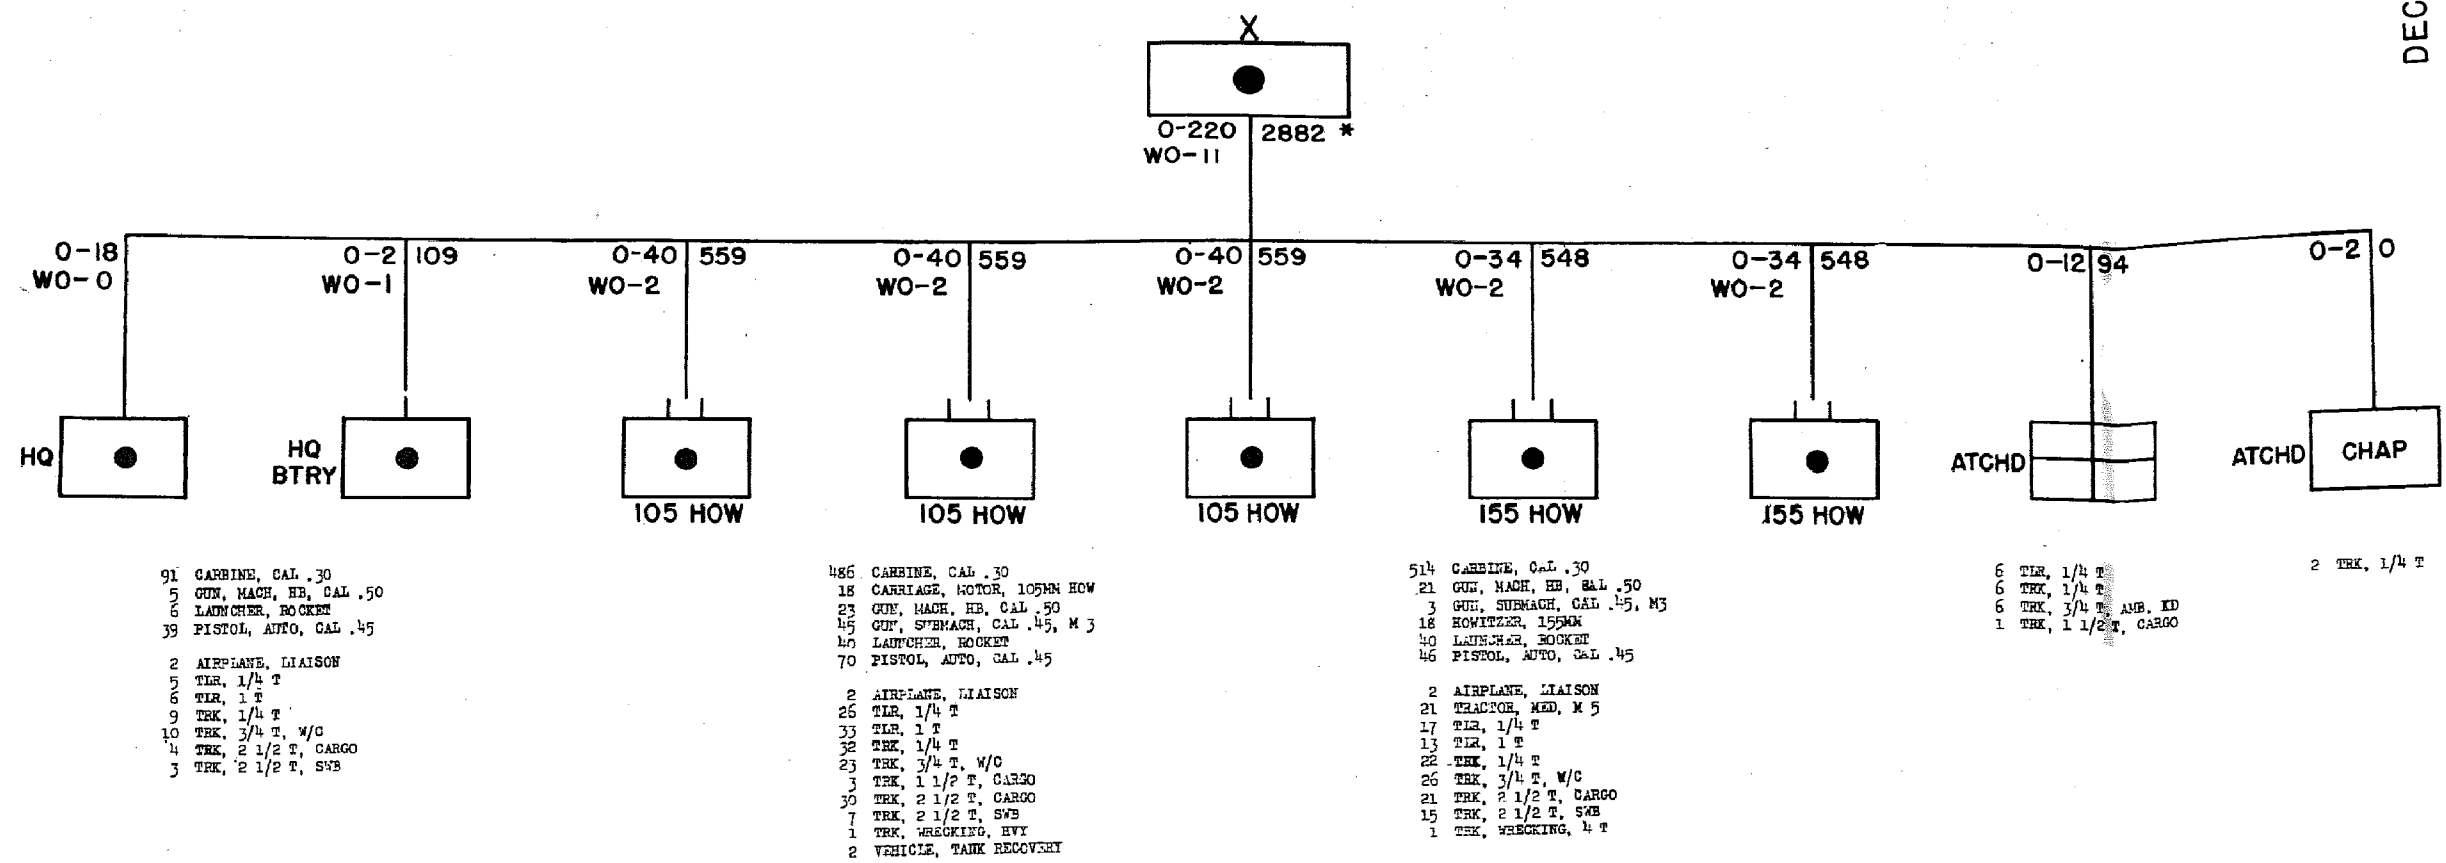 DEC
X
O-220 2882 *
WO-11
O-18
WO-0
O-2 109
WO-1
O-40 559
WO-2
O-40 559
WO-2
O-40 559
WO-2
O-34 548
WO-2
O-34 548
WO-2
O-12 94
O-2 0
HQ
HQ
BTRY
105 HOW
105 HOW
105 HOW
155 HOW
155 HOW
ATCHD
ATCHD
CHAP
91 CARBINE, CAL .30
5 GUN, MACH, HB, CAL .50
6 LAUNCHER, ROCKET
39 PISTOL, AUTO, CAL .45
2 AIRPLANE, LIAISON
5 TLR, 1/4 T
6 TLR, 1 T
9 TRK, 1/4 T
10 TRK, 3/4 T, W/C
4 TRK, 2 1/2 T, CARGO
3 TRK, 2 1/2 T, SWB
486 CARBINE, CAL .30
18 CARRIAGE, MOTOR, 105MM HOW
23 GUN, MACH, HB, CAL .50
45 GUN, SUBMACH, CAL .45, M 3
40 LAUNCHER, ROCKET
70 PISTOL, AUTO, CAL .45
2 AIRPLANE, LIAISON
26 TLR, 1/4 T
33 TLR, 1 T
32 TRK, 1/4 T
23 TRK, 3/4 T, W/C
3 TRK, 1 1/2 T, CARGO
30 TRK, 2 1/2 T, CARGO
7 TRK, 2 1/2 T, SWB
1 TRK, WRECKING, HVY
2 VEHICLE, TANK RECOVERY
514 CARBINE, CAL .30
21 GUN, MACH, HB, CAL .50
3 GUN, SUBMACH, CAL .45, M3
18 HOWITZER, 155MM
40 LAUNCHER, ROCKET
46 PISTOL, AUTO, CAL .45
2 AIRPLANE, LIAISON
21 TRACTOR, MED, M 5
17 TLR, 1/4 T
13 TLR, 1 T
22 TRK, 1/4 T
26 TRK, 3/4 T, W/C
21 TRK, 2 1/2 T, CARGO
15 TRK, 2 1/2 T, SWB
1 TRK, WRECKING, 4 T
6 TLR, 1/4 T
6 TRK, 1/4 T
6 TRK, 3/4 T, AMB. KD
1 TRK, 1 1/2 T, CARGO
2 TRK, 1/4 T